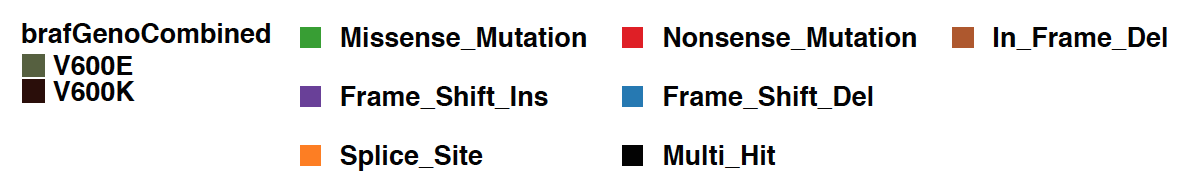 brafGenoCombined
V600E
V600K
Missense_Mutation
Frame_Shift_Ins
Splice_Site
Nonsense_Mutation
Frame_Shift_Del
Multi_Hit
In_Frame_Del